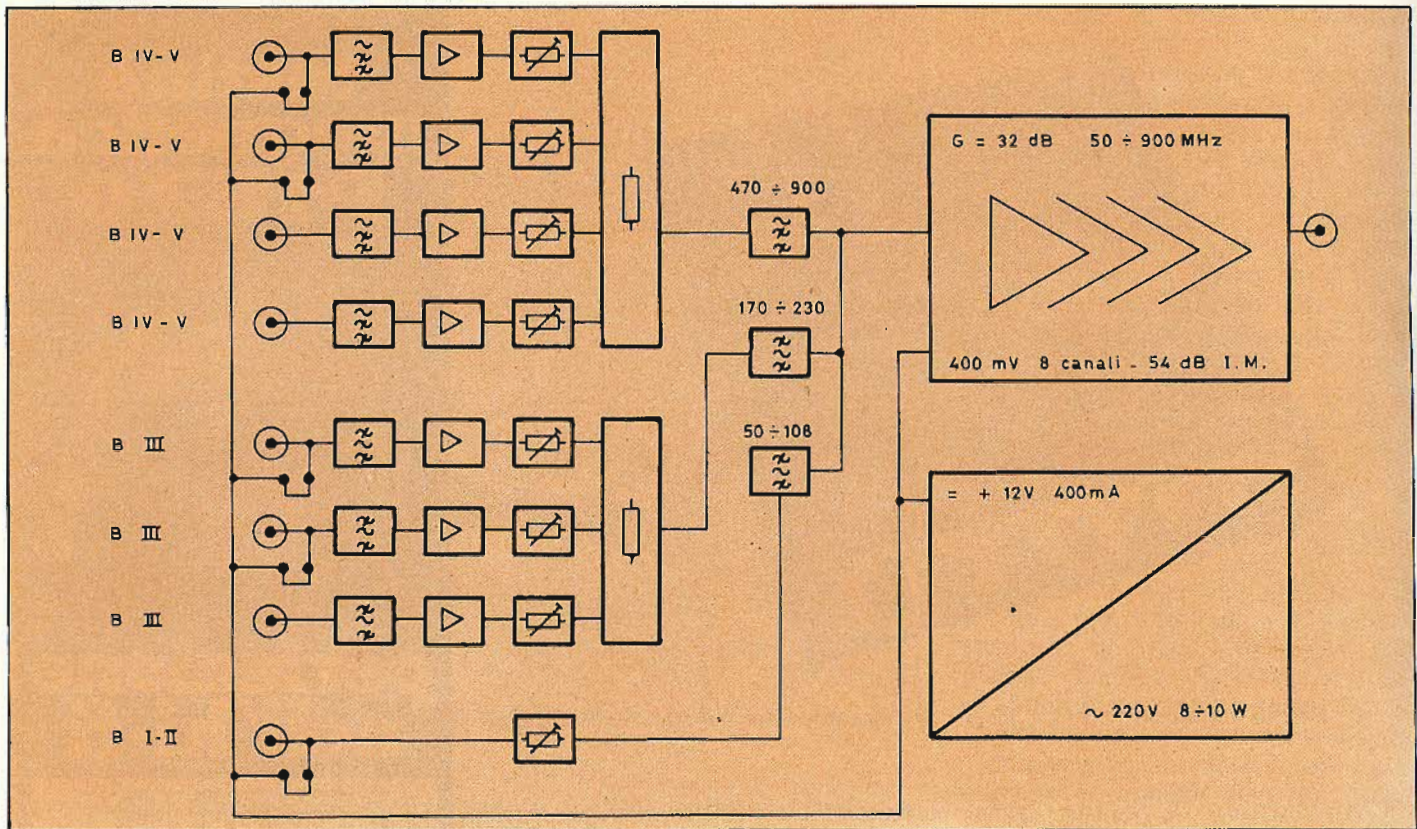 B IV-V
B IV-V
B IV-V
B IV-V
B III
B III
B III
B I-II
470 ÷ 900
170 ÷ 230
50 ÷ 108
G = 32 dB 50 ÷ 900 MHz
400 mV 8 canali - 54 dB I.M.
= + 12V 400mA
~ 220V 8÷10 W